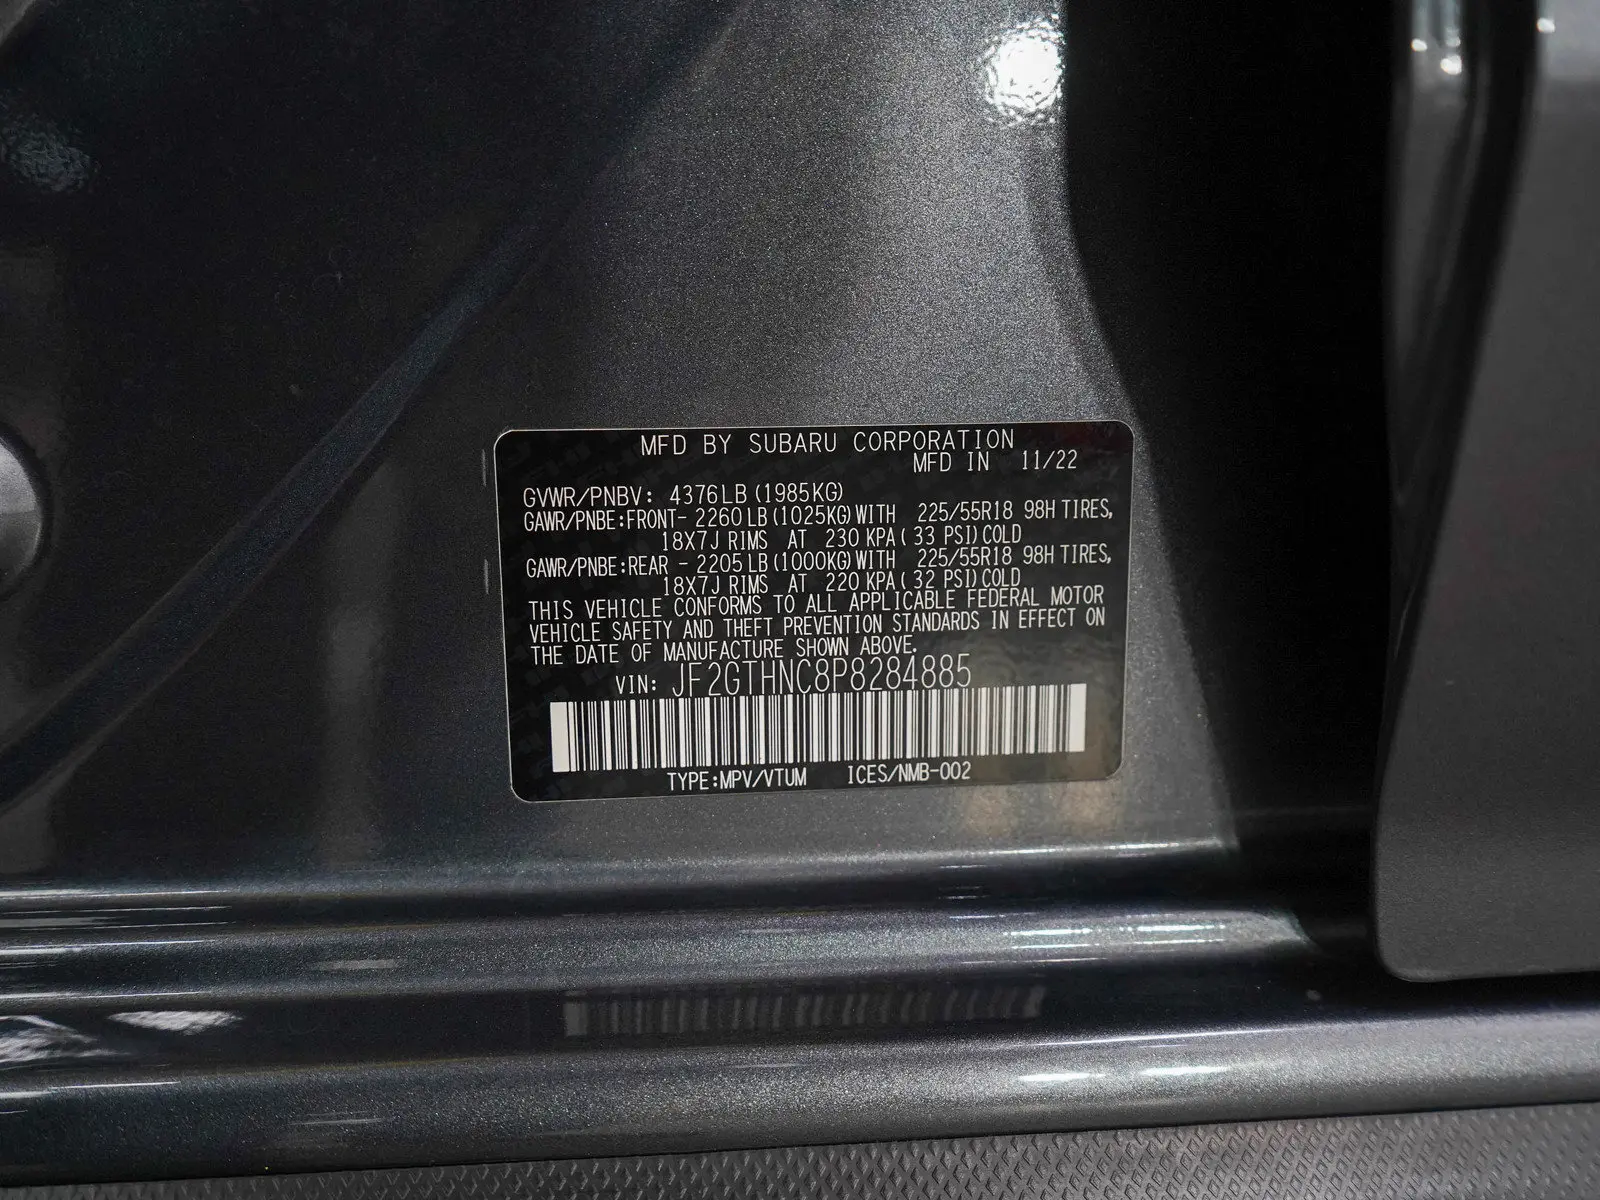 MFD BY SUBARU CORPORATION
MFD IN 11/22
GVWR/PNBV: 4376LB (1985KG)
GAWR/PNBE:FRONT- 2260 LB (1025KG) WITH 225/55R18 98H TIRES,
18X7J RIMS AT 230 KPA ( 33 PSI) COLD
GAWR/PNBE:REAR - 2205 LB (1000KG) WITH 225/55R18 98H TIRES,
18X7J RIMS AT 220 KPA ( 32 PSI) COLD
THIS VEHICLE CONFORMS TO ALL APPLICABLE FEDERAL MOTOR
VEHICLE SAFETY AND THEFT PREVENTION STANDARDS IN EFFECT ON
THE DATE OF MANUFACTURE SHOWN ABOVE.
VIN: JF2GTHNC8P8284885
TYPE:MPV/VTUM ICES/NMB-002